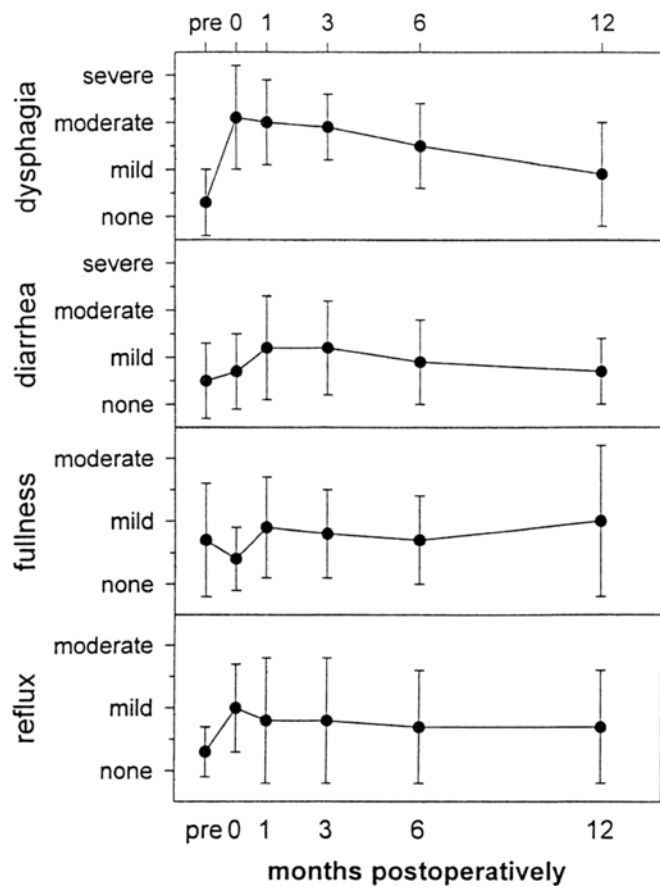 pre 0 1 3 6 12
dysphagia
severe
moderate
mild
none
diarrhea
severe
moderate
mild
none
fullness
moderate
mild
none
reflux
moderate
mild
none
pre 0 1 3 6 12
months postoperatively